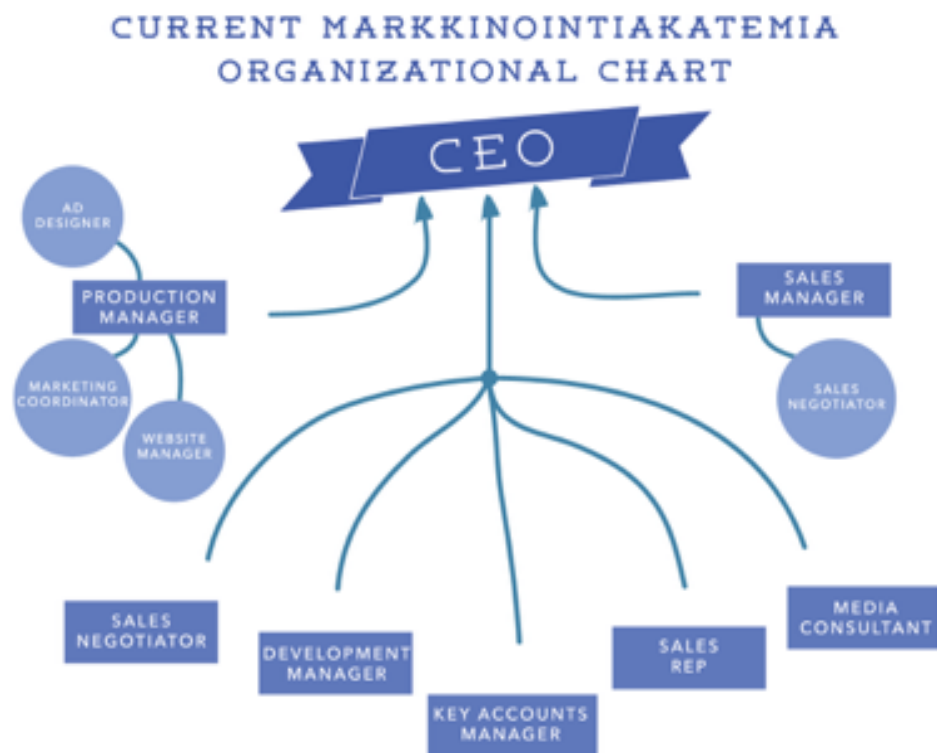 CURRENT MARKKINOINTIAKATEMIA
ORGANIZATIONAL CHART
CEO
AD
DESIGNER
PRODUCTION
MANAGER
MARKETING
COORDINATOR
WEBSITE
MANAGER
SALES
MANAGER
SALES
NEGOTIATOR
SALES
NEGOTIATOR
DEVELOPMENT
MANAGER
KEY ACCOUNTS
MANAGER
SALES
REP
MEDIA
CONSULTANT